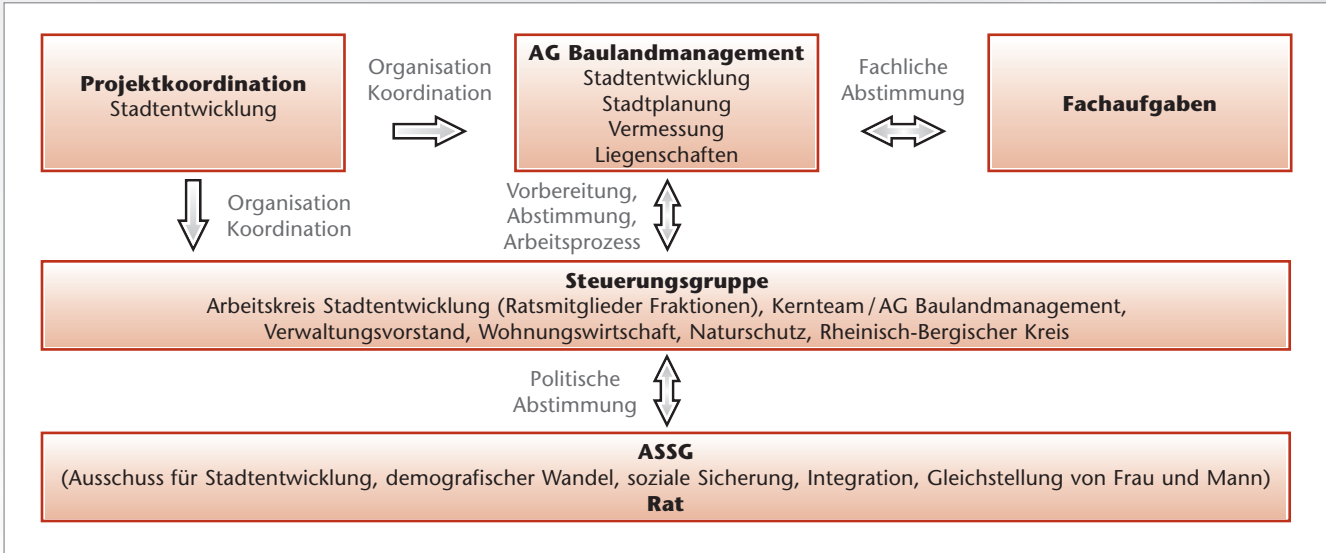 Projektkoordination
Stadtentwicklung
Organisation
Koordination
AG Baulandmanagement
Stadtentwicklung
Stadtplanung
Vermessung
Liegenschaften
Fachliche
Abstimmung
Fachaufgaben
Organisation
Koordination
Vorbereitung,
Abstimmung,
Arbeitsprozess
Steuerungsgruppe
Arbeitskreis Stadtentwicklung (Ratsmitglieder Fraktionen), Kernteam / AG Baulandmanagement,
Verwaltungsvorstand, Wohnungswirtschaft, Naturschutz, Rheinisch-Bergischer Kreis
Politische
Abstimmung
ASSG
(Ausschuss für Stadtentwicklung, demografischer Wandel, soziale Sicherung, Integration, Gleichstellung von Frau und Mann)
Rat